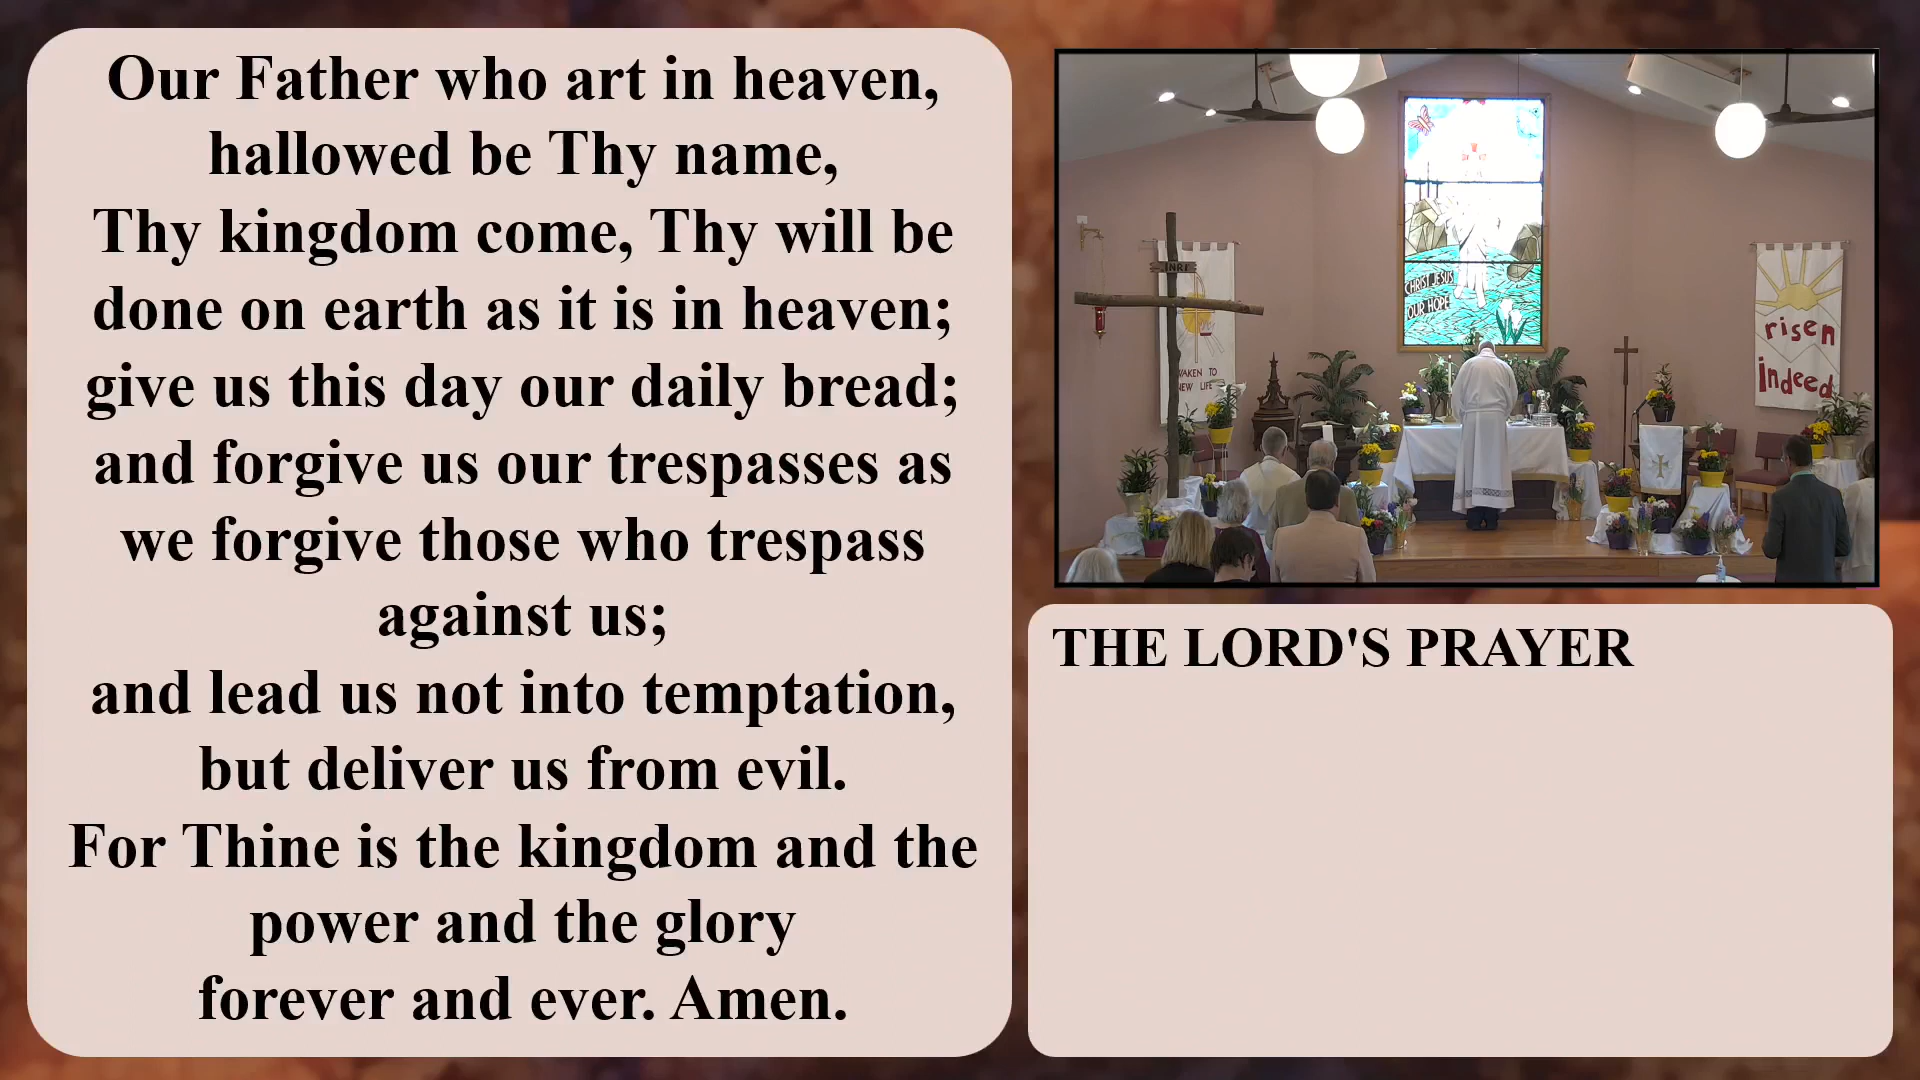 Our Father who art in heaven,
hallowed be Thy name,
Thy kingdom come, Thy will be
done on earth as it is in heaven;
give us this day our daily bread;
and forgive us our trespasses as
we forgive those who trespass
against us;
and lead us not into temptation,
but deliver us from evil.
For Thine is the kingdom and the
power and the glory
forever and ever. Amen.
INRI
WAKEN TO
NEW LIFE
CHRIST JESUS
OUR HOPE
risen
indeed
THE LORD'S PRAYER